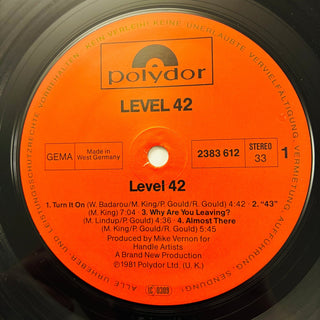 KEIN VERLEIH! KEINE UNERLAUBTE VERVIELFÄLTIGUNG, VERMIETUNG, AUFFÜHRUNG, SENDUNG!
ALLE URHEBER- UND LEISTUNGSSCHUTZRECHTE VORBEHALTEN
polydor
LEVEL 42
GEMA
Made in
West Germany
2383 612
STEREO
33
1
Level 42
1. Turn It On (W. Badarou/M. King/P. Gould/R. Gould) 4:42 2. "43"
(M. King) 7:04 · 3. Why Are You Leaving?
(M. Lindup/P. Gould) 4:46 · 4. Almost There
(M. King/P. Gould/R. Gould) 5:45
Produced by Mike Vernon for
Handle Artists
A Brand New Production
Ⓟ 1981 Polydor Ltd. (U. K.)
LC 0309